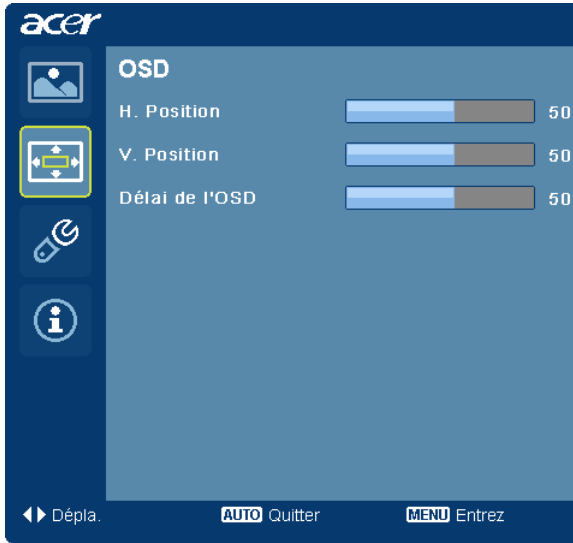 acer
OSD
H. Position 50
V. Position 50
Délai de l'OSD 50
Dépla. AUTO Quitter MENU Entrez